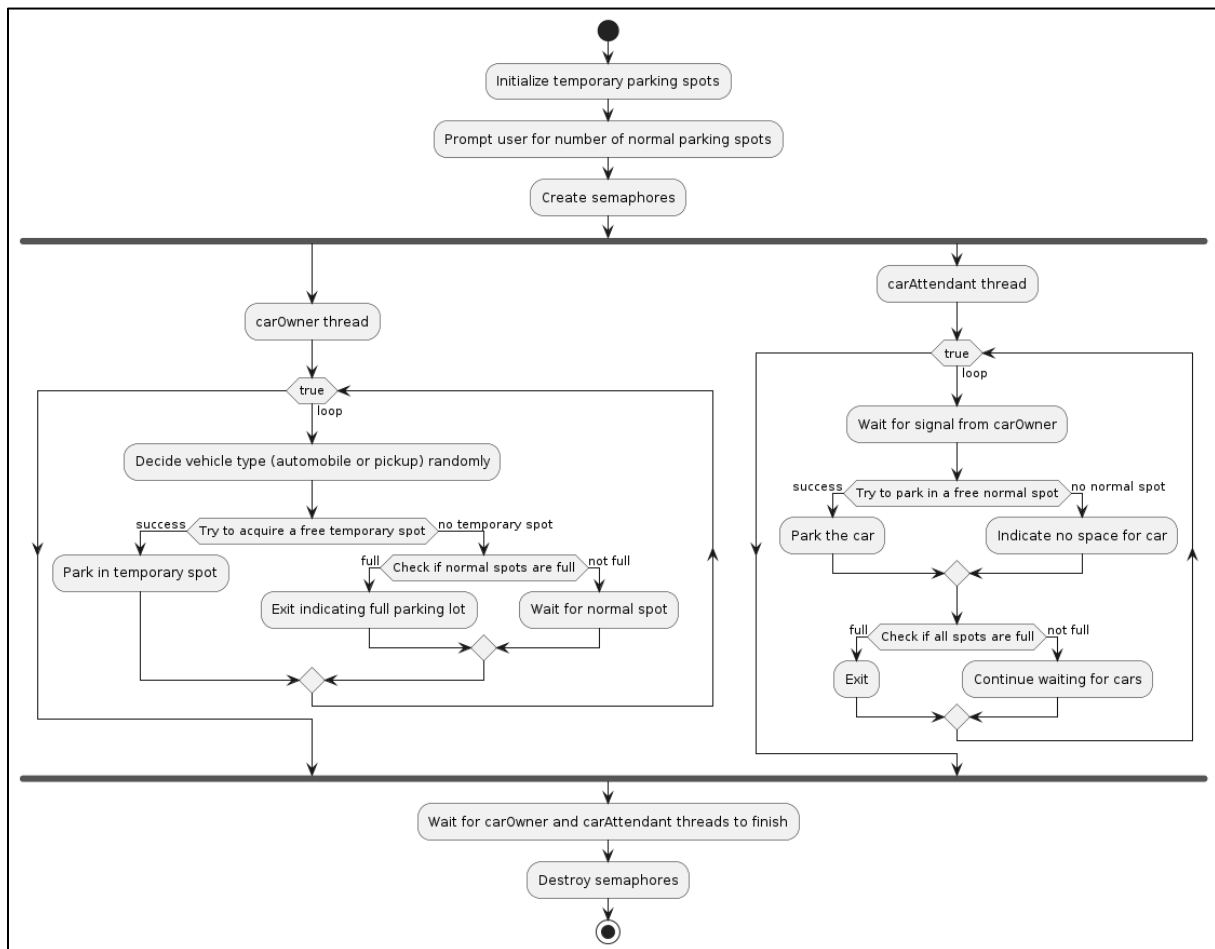 Initialize temporary parking spots
Prompt user for number of normal parking spots
Create semaphores
carOwner thread
true
loop
Decide vehicle type (automobile or pickup) randomly
success
Try to acquire a free temporary spot
no temporary spot
Park in temporary spot
full
Check if normal spots are full
not full
Exit indicating full parking lot
Wait for normal spot
carAttendant thread
true
loop
Wait for signal from carOwner
success
Try to park in a free normal spot
no normal spot
Park the car
Indicate no space for car
full
Check if all spots are full
not full
Exit
Continue waiting for cars
Wait for carOwner and carAttendant threads to finish
Destroy semaphores